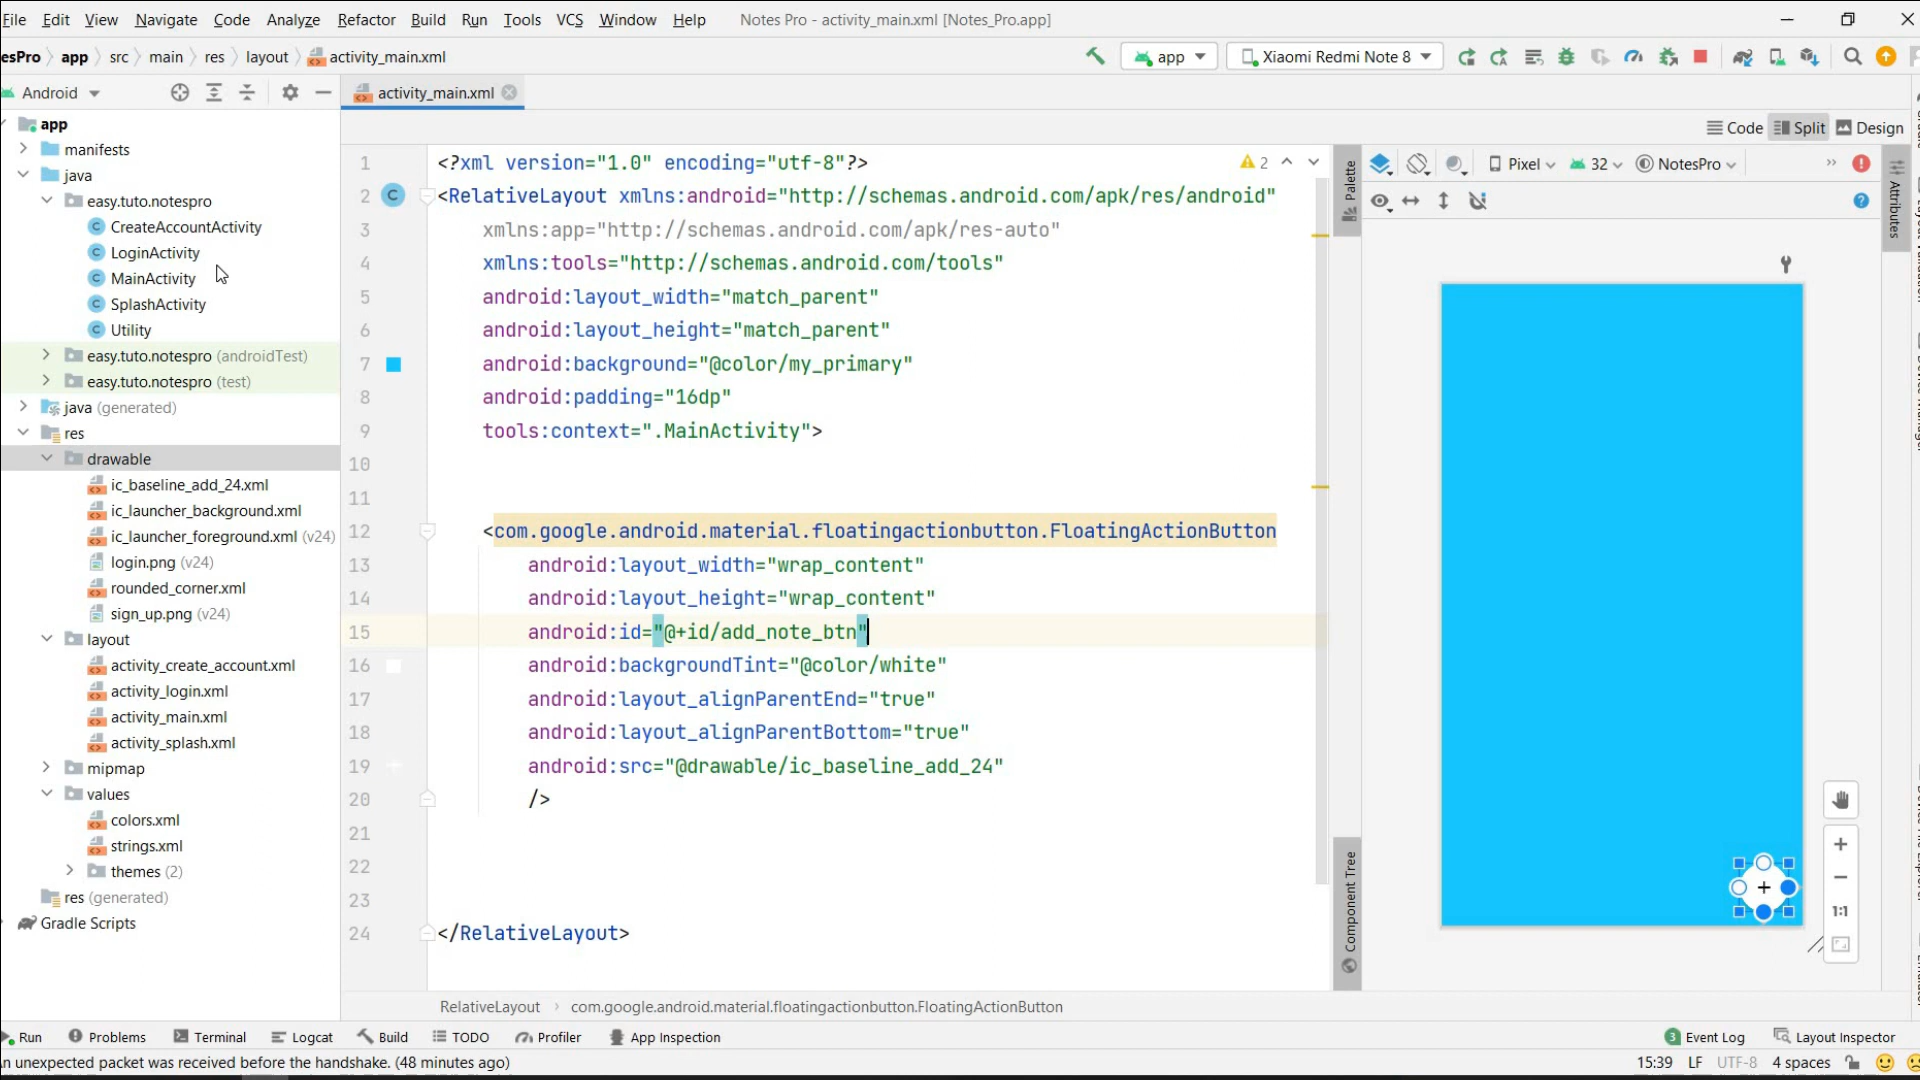 File Edit View Navigate Code Analyze Refactor Build Run Tools VCS Window Help Notes Pro - activity_main.xml [Notes_Pro.app]
esPro app src main res layout activity_main.xml app Xiaomi Redmi Note 8
Android activity_main.xml
Code Split Design
app
manifests
java
easy.tuto.notespro
CreateAccountActivity
LoginActivity
MainActivity
SplashActivity
Utility
easy.tuto.notespro (androidTest)
easy.tuto.notespro (test)
java (generated)
res
drawable
ic_baseline_add_24.xml
ic_launcher_background.xml
ic_launcher_foreground.xml (v24)
login.png (v24)
rounded_corner.xml
sign_up.png (v24)
layout
activity_create_account.xml
activity_login.xml
activity_main.xml
activity_splash.xml
mipmap
values
colors.xml
strings.xml
themes (2)
res (generated)
Gradle Scripts
1 <?xml version="1.0" encoding="utf-8"?>
2 <RelativeLayout xmlns:android="http://schemas.android.com/apk/res/android"
3 xmlns:app="http://schemas.android.com/apk/res-auto"
4 xmlns:tools="http://schemas.android.com/tools"
5 android:layout_width="match_parent"
6 android:layout_height="match_parent"
7 android:background="@color/my_primary"
8 android:padding="16dp"
9 tools:context=".MainActivity">
10
11
12 <com.google.android.material.floatingactionbutton.FloatingActionButton
13 android:layout_width="wrap_content"
14 android:layout_height="wrap_content"
15 android:id="@+id/add_note_btn"
16 android:backgroundTint="@color/white"
17 android:layout_alignParentEnd="true"
18 android:layout_alignParentBottom="true"
19 android:src="@drawable/ic_baseline_add_24"
20 />
21
22
23
24 </RelativeLayout>
2
Palette
Component Tree
Pixel 32 NotesPro
Attributes
1:1
RelativeLayout com.google.android.material.floatingactionbutton.FloatingActionButton
Run Problems Terminal Logcat Build TODO Profiler App Inspection 3 Event Log Layout Inspector
n unexpected packet was received before the handshake. (48 minutes ago) 15:39 LF UTF-8 4 spaces